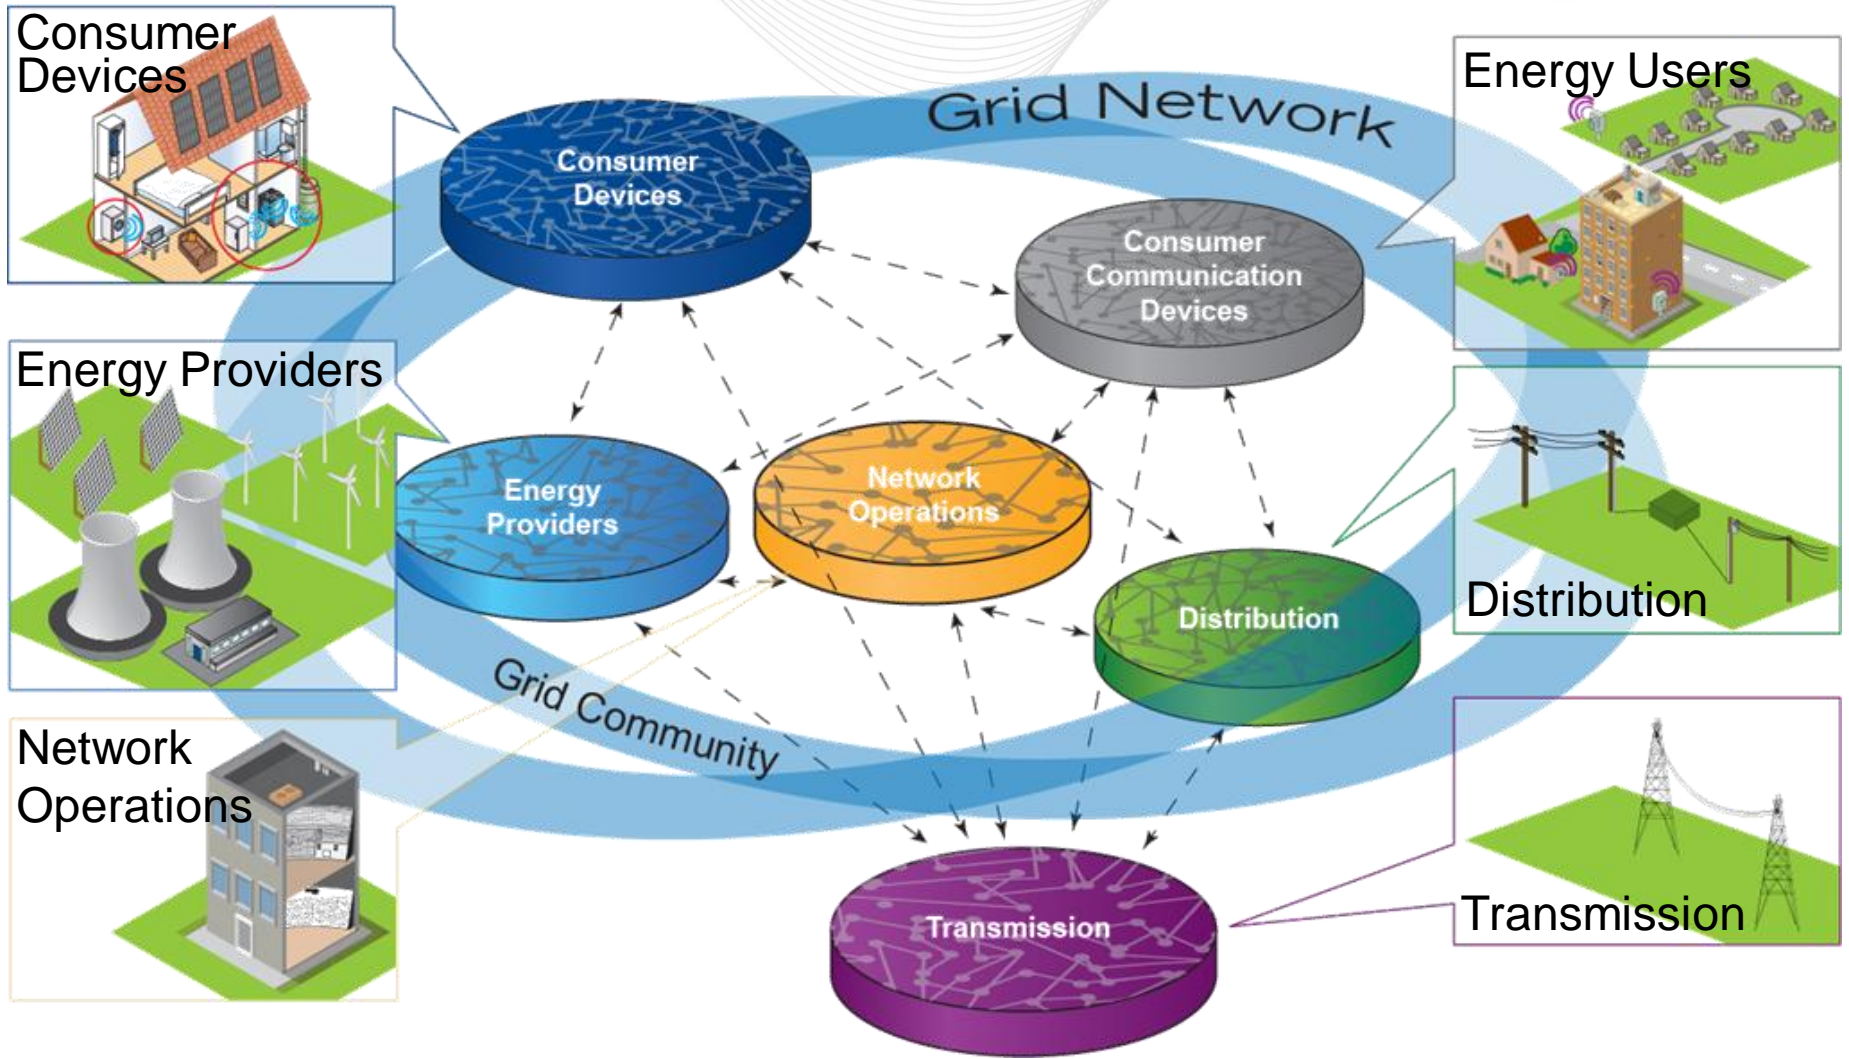 Consumer
Devices
Energy Users
Grid Network
Consumer
Devices
Consumer
Communication
Devices
Energy Providers
Energy
Providers
Network
Operations
Distribution
Distribution
Grid Community
Network
Operations
Transmission
Transmission